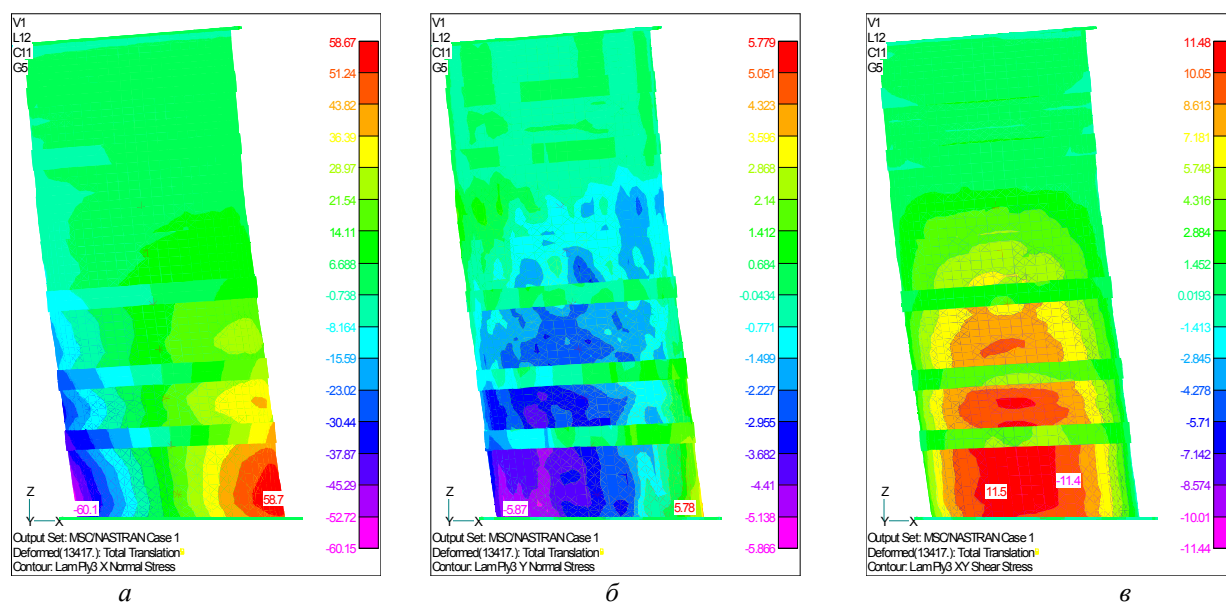 V1
L12
C11
G5
58.67
51.24
43.82
36.39
28.97
21.54
14.11
6.688
-0.738
-8.164
-15.59
-23.02
-30.44
-37.87
-45.29
-52.72
-60.15
-60.1
58.7
Z
Y X
Output Set: MSC/NASTRAN Case 1
Deformed(13417.): Total Translation
Contour: Lam Ply3 X Normal Stress
а
V1
L12
C11
G5
5.779
5.051
4.323
3.596
2.868
2.14
1.412
0.684
-0.0434
-0.771
-1.499
-2.227
-2.955
-3.682
-4.41
-5.138
-5.866
-5.87
5.78
Z
Y X
Output Set: MSC/NASTRAN Case 1
Deformed(13417.): Total Translation
Contour: Lam Ply3 Y Normal Stress
б
V1
L12
C11
G5
11.48
10.05
8.613
7.181
5.748
4.316
2.884
1.452
0.0193
-1.413
-2.845
-4.278
-5.71
-7.142
-8.574
-10.01
-11.44
11.5
-11.4
Z
Y X
Output Set: MSC/NASTRAN Case 1
Deformed(13417.): Total Translation
Contour: Lam Ply3 XY Shear Stress
в